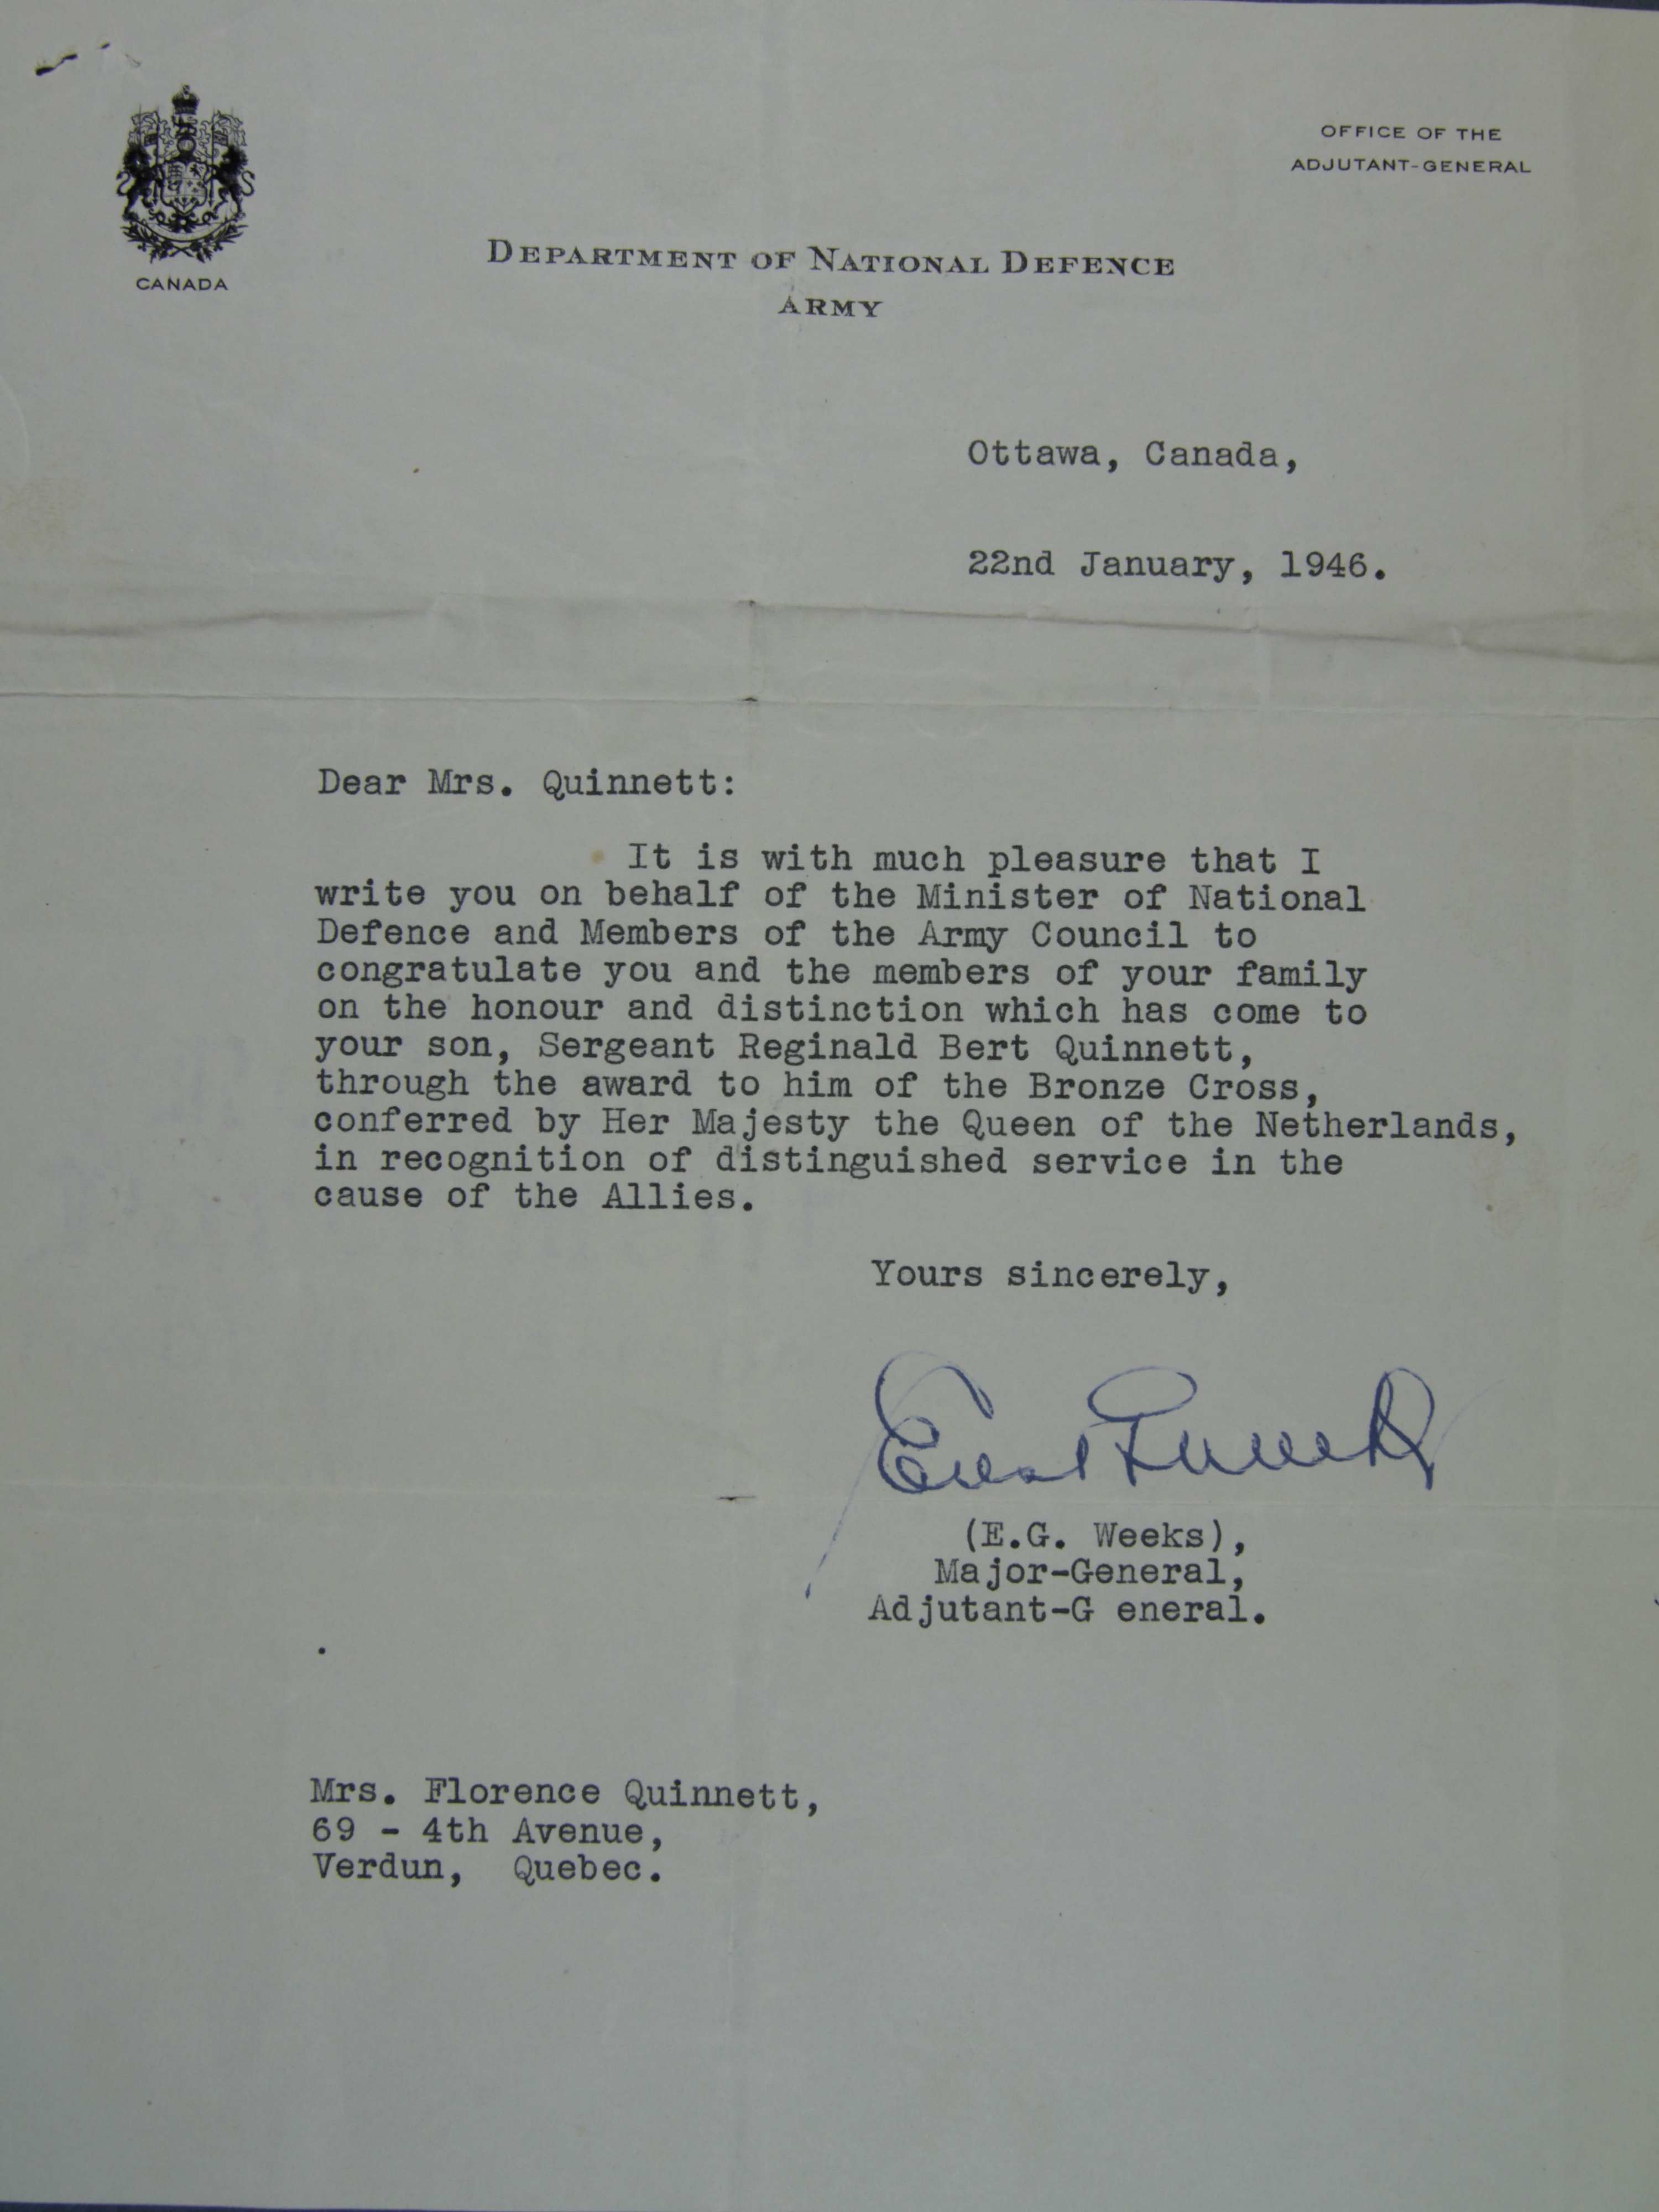 OFFICE OF THE
ADJUTANT-GENERAL
CANADA
DEPARTMENT OF NATIONAL DEFENCE
ARMY
Ottawa, Canada,
22nd January, 1946.
Dear Mrs. Quinnett:
It is with much pleasure that I
write you on behalf of the Minister of National
Defence and Members of the Army Council to
congratulate you and the members of your family
on the honour and distinction which has come to
your son, Sergeant Reginald Bert Quinnett,
through the award to him of the Bronze Cross,
conferred by Her Majesty the Queen of the Netherlands,
in recognition of distinguished service in the
cause of the Allies.
Yours sincerely,
(E.G. Weeks),
Major-General,
Adjutant-G eneral.
Mrs. Florence Quinnett,
69 - 4th Avenue,
Verdun, Quebec.